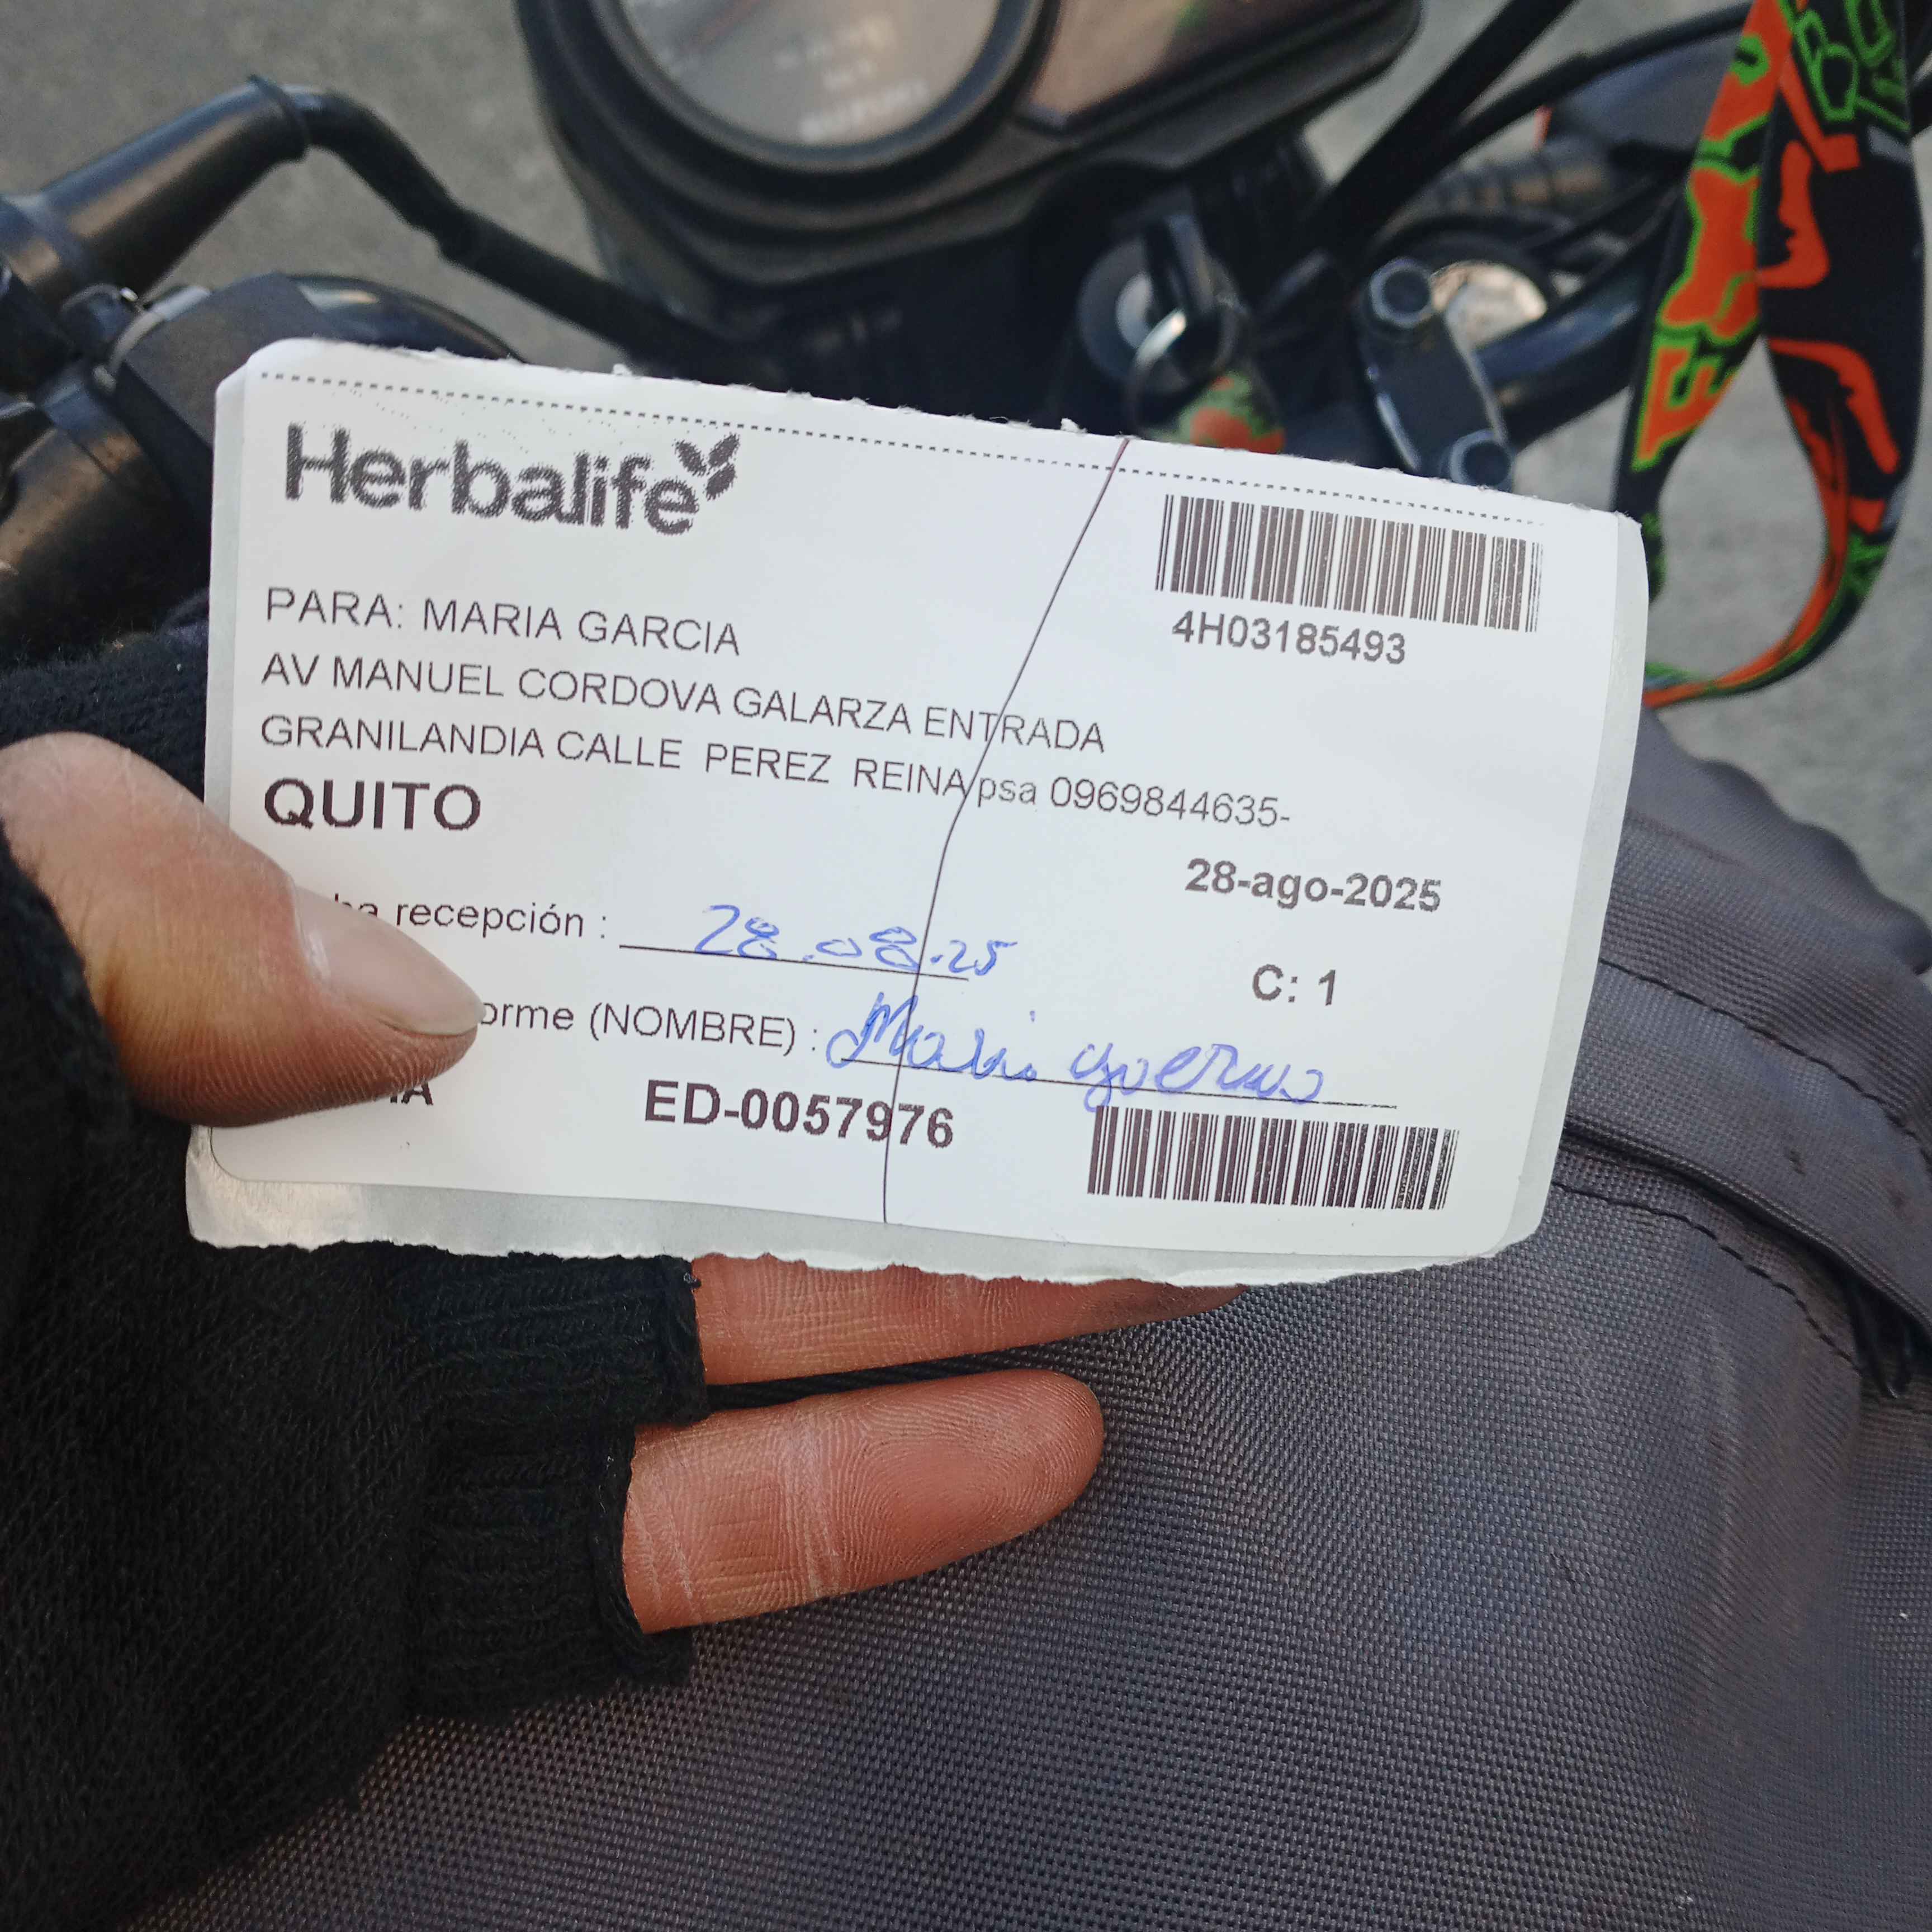 Herbalife
4H03185493
PARA: MARIA GARCIA
AV MANUEL CORDOVA GALARZA ENTRADA
GRANILANDIA CALLE PEREZ REINA psa 0969844635-
QUITO
28-ago-2025
recepción : 28.08.25
C: 1
orme (NOMBRE) : Maria
ED-0057976